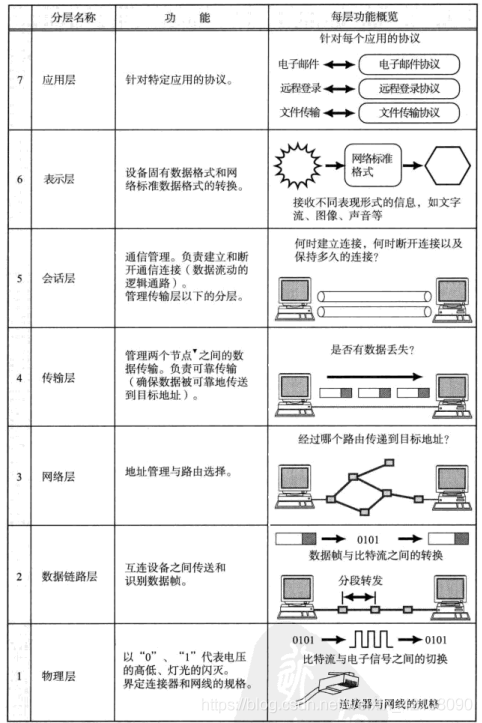 分层名称 功 能 每层功能概览
7 应用层
针对特定应用的协议。
针对每个应用的协议
电子邮件 电子邮件协议
远程登录 远程登录协议
文件传输 文件传输协议
6 表示层
设备固有数据格式和网
络标准数据格式的转换。
网络标准
格式
接收不同表现形式的信息，如文字
流、图像、声音等
5 会话层
通信管理。负责建立和断
开通信连接（数据流动的
逻辑通路）。
管理传输层以下的分层。
何时建立连接，何时断开连接以及
保持多久的连接？
4 传输层
管理两个节点▼之间的数
据传输。负责可靠传输
（确保数据被可靠地传送
到目标地址）。
是否有数据丢失？
3 网络层
地址管理与路由选择。
经过哪个路由传递到目标地址？
2 数据链路层
互连设备之间传送和
识别数据帧。
0101
数据帧与比特流之间的转换
分段转发
1 物理层
以“0”、“1”代表电压
的高低、灯光的闪灭。
界定连接器和网线的规格。
0101 0101
比特流与电子信号之间的切换
连接器与网线的规格